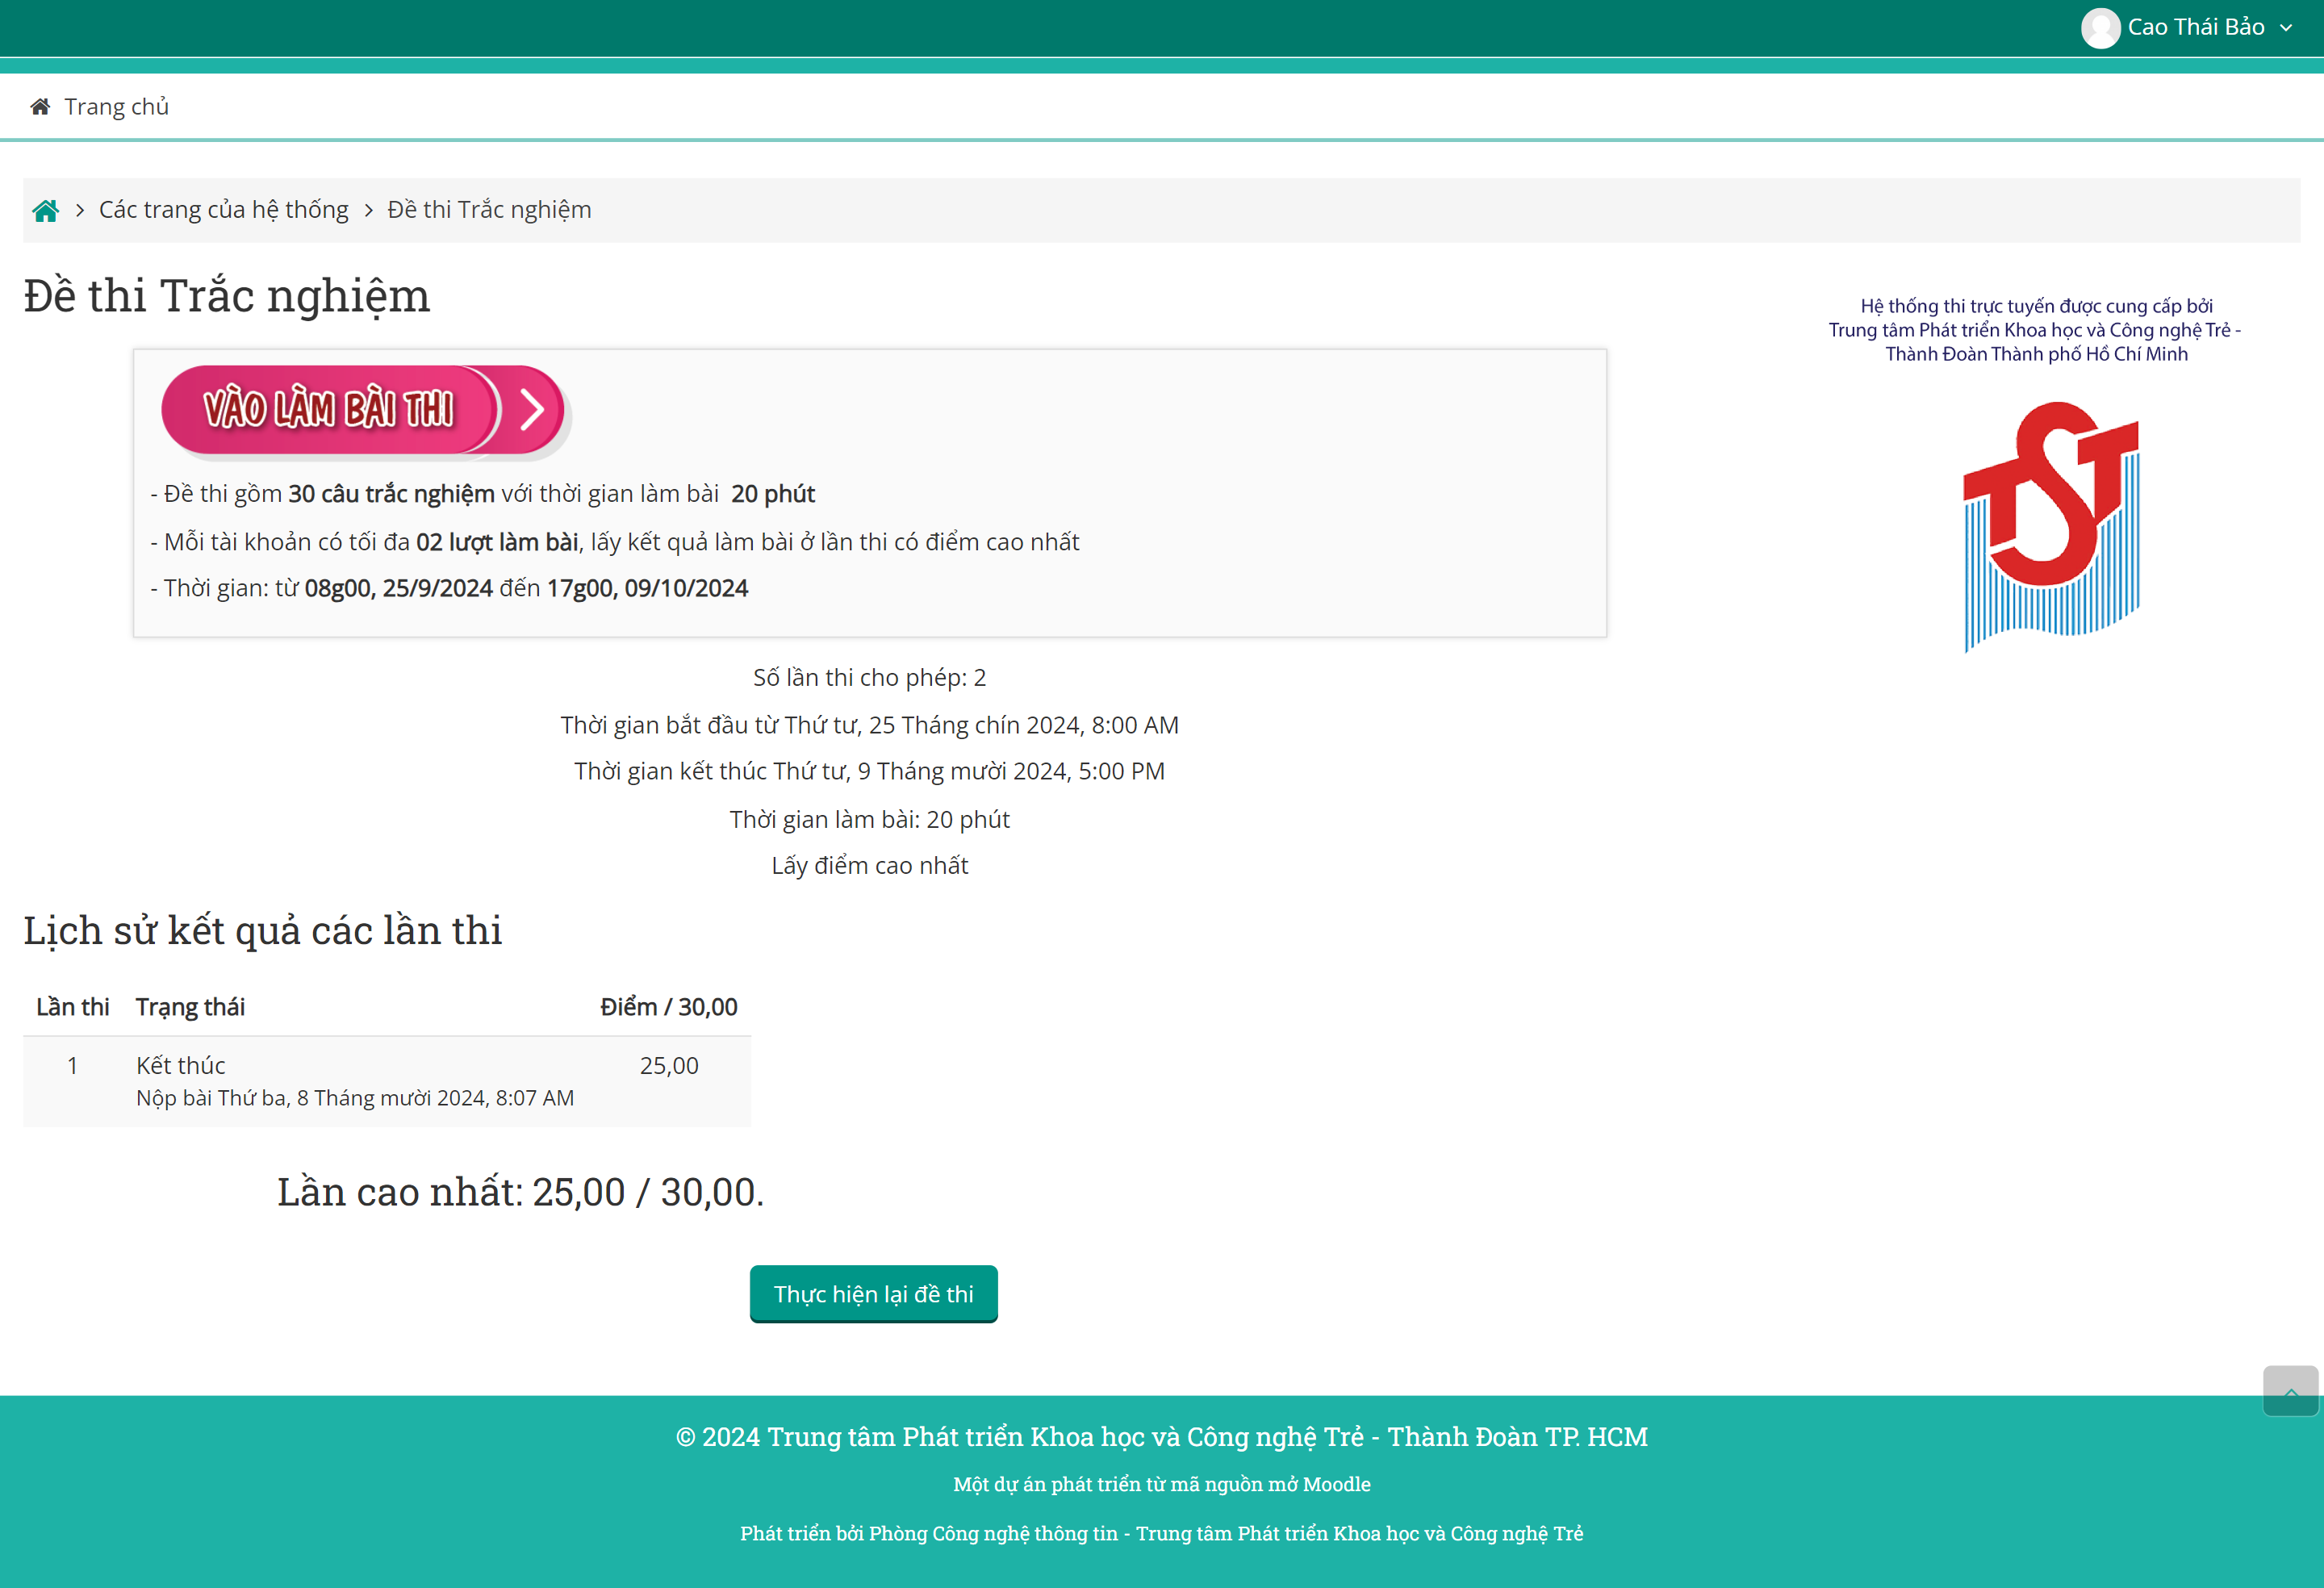 Cao Thái Bảo
Trang chủ
Các trang của hệ thống > Đề thi Trắc nghiệm
Đề thi Trắc nghiệm
VÀO LÀM BÀI THI
- Đề thi gồm 30 câu trắc nghiệm với thời gian làm bài 20 phút
- Mỗi tài khoản có tối đa 02 lượt làm bài, lấy kết quả làm bài ở lần thi có điểm cao nhất
- Thời gian: từ 08g00, 25/9/2024 đến 17g00, 09/10/2024
Số lần thi cho phép: 2
Thời gian bắt đầu từ Thứ tư, 25 Tháng chín 2024, 8:00 AM
Thời gian kết thúc Thứ tư, 9 Tháng mười 2024, 5:00 PM
Thời gian làm bài: 20 phút
Lấy điểm cao nhất
Hệ thống thi trực tuyến được cung cấp bởi
Trung tâm Phát triển Khoa học và Công nghệ Trẻ -
Thành Đoàn Thành phố Hồ Chí Minh
TST
Lịch sử kết quả các lần thi
Lần thi Trạng thái Điểm / 30,00
1 Kết thúc 25,00
Nộp bài Thứ ba, 8 Tháng mười 2024, 8:07 AM
Lần cao nhất: 25,00 / 30,00.
Thực hiện lại đề thi
© 2024 Trung tâm Phát triển Khoa học và Công nghệ Trẻ - Thành Đoàn TP. HCM
Một dự án phát triển từ mã nguồn mở Moodle
Phát triển bởi Phòng Công nghệ thông tin - Trung tâm Phát triển Khoa học và Công nghệ Trẻ